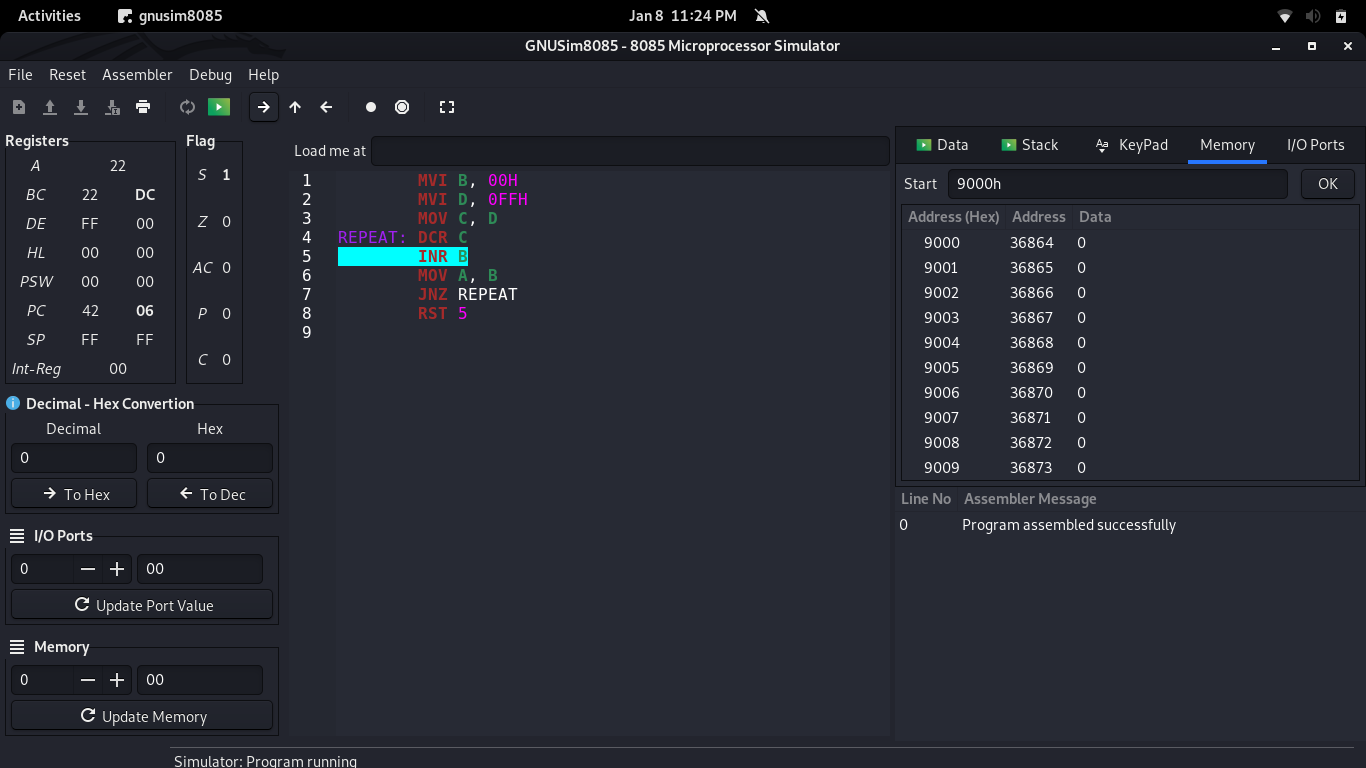 Activities gnusim8085 Jan 8 11:24 PM
GNUSim8085 - 8085 Microprocessor Simulator
File Reset Assembler Debug Help
Registers
A 22
BC 22 DC
DE FF 00
HL 00 00
PSW 00 00
PC 42 06
SP FF FF
Int-Reg 00
Flag
S 1
Z 0
AC 0
P 0
C 0
Decimal - Hex Convertion
Decimal Hex
0 0
To Hex To Dec
I/O Ports
0 00
Update Port Value
Memory
0 00
Update Memory
Load me at
1 MVI B, 00H
2 MVI D, 0FFH
3 MOV C, D
4 REPEAT: DCR C
5 INR B
6 MOV A, B
7 JNZ REPEAT
8 RST 5
9
Data Stack KeyPad Memory I/O Ports
Start 9000h OK
Address (Hex) Address Data
9000 36864 0
9001 36865 0
9002 36866 0
9003 36867 0
9004 36868 0
9005 36869 0
9006 36870 0
9007 36871 0
9008 36872 0
9009 36873 0
Line No Assembler Message
0 Program assembled successfully
Simulator: Program running